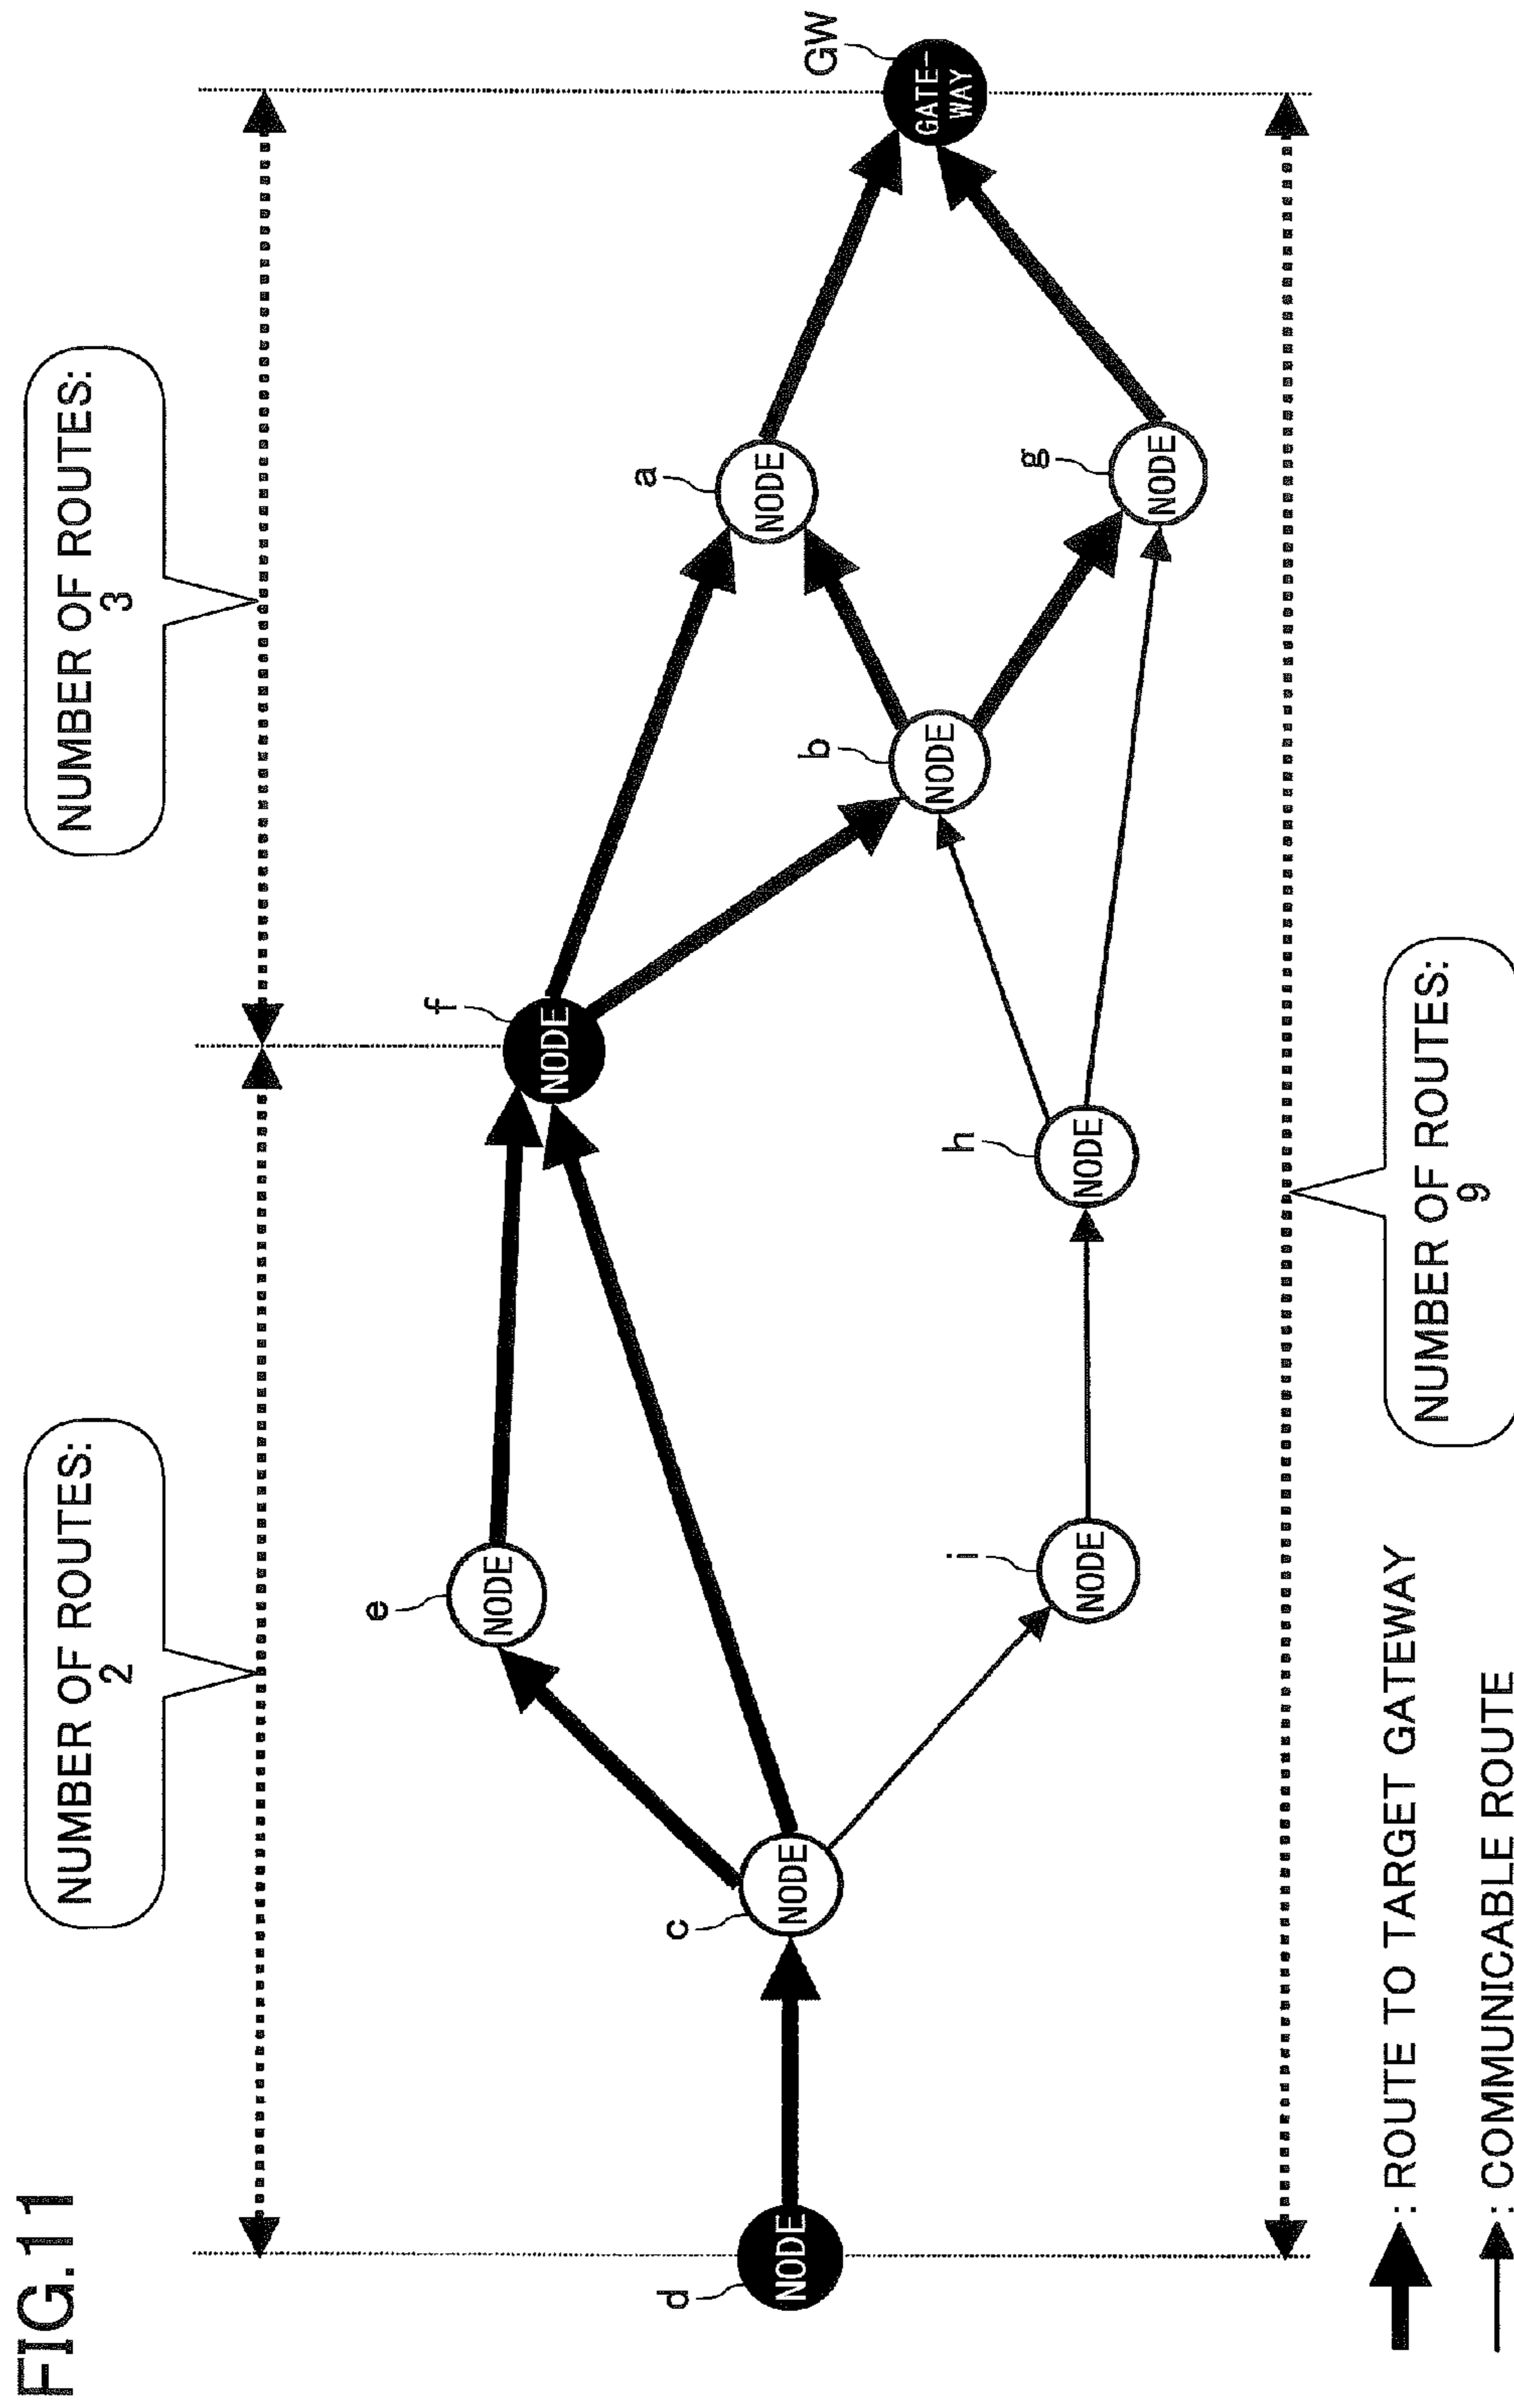 FIG.11
NUMBER OF ROUTES:
2
NUMBER OF ROUTES:
3
d
NODE
c
NODE
e
NODE
f
NODE
i
NODE
h
NODE
b
NODE
a
NODE
g
NODE
GW
GATE-
WAY
NUMBER OF ROUTES:
9
: ROUTE TO TARGET GATEWAY
: COMMUNICABLE ROUTE